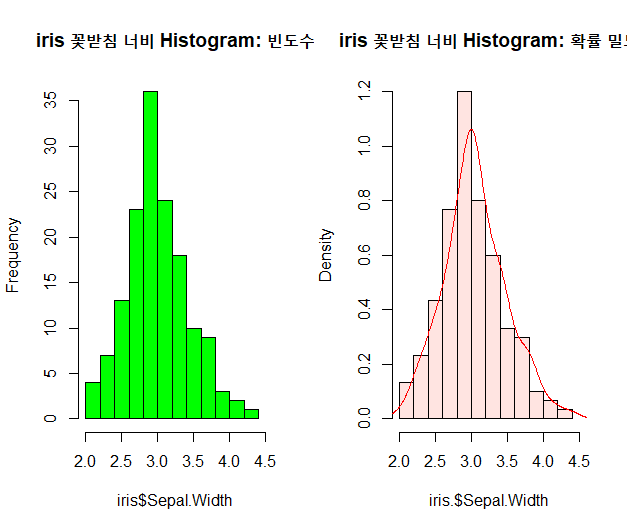 iris 꽃받침 너비 Histogram: 빈도수
Frequency
35
30
25
20
15
10
5
0
2.0 2.5 3.0 3.5 4.0 4.5
iris$Sepal.Width
iris 꽃받침 너비 Histogram: 확률
Density
1.2
1.0
0.8
0.6
0.4
0.2
0.0
2.0 2.5 3.0 3.5 4.0 4.5
iris.$Sepal.Width